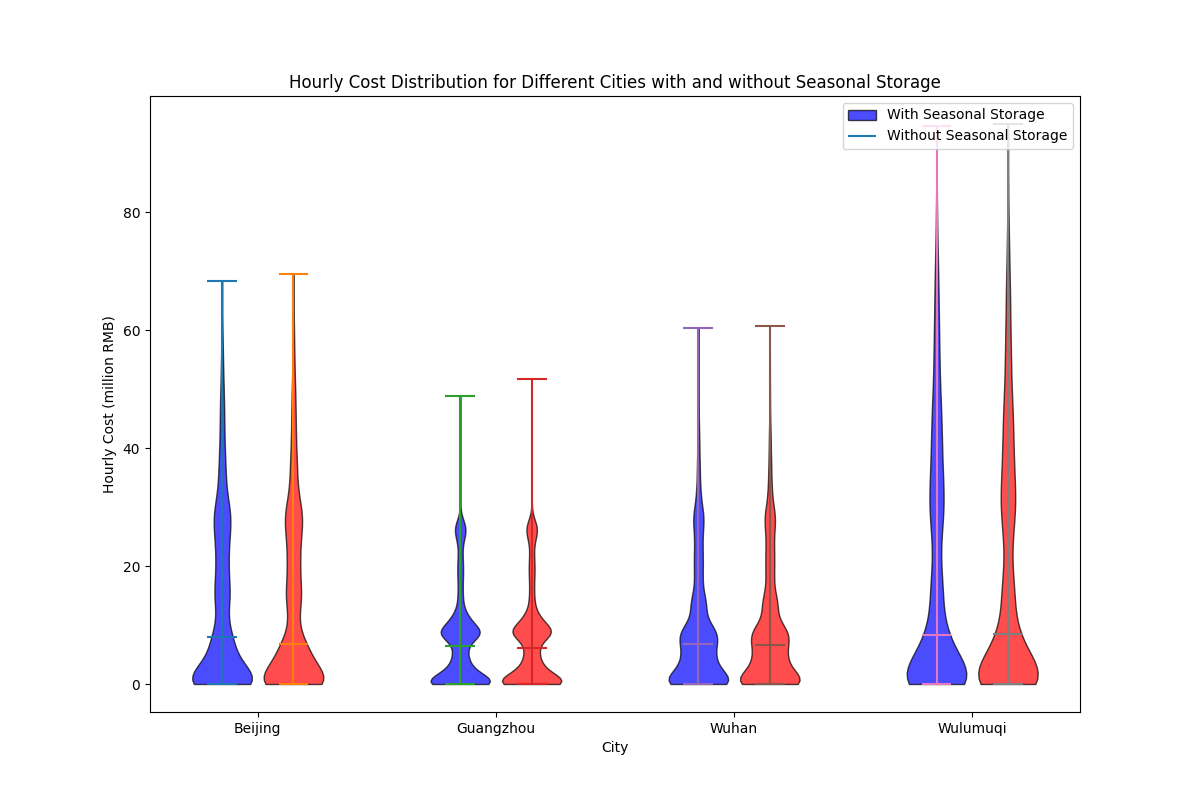 Hourly Cost Distribution for Different Cities with and without Seasonal Storage
With Seasonal Storage
Without Seasonal Storage
Hourly Cost (million RMB)
80
60
40
20
0
Beijing
Guangzhou
Wuhan
Wulumuqi
City